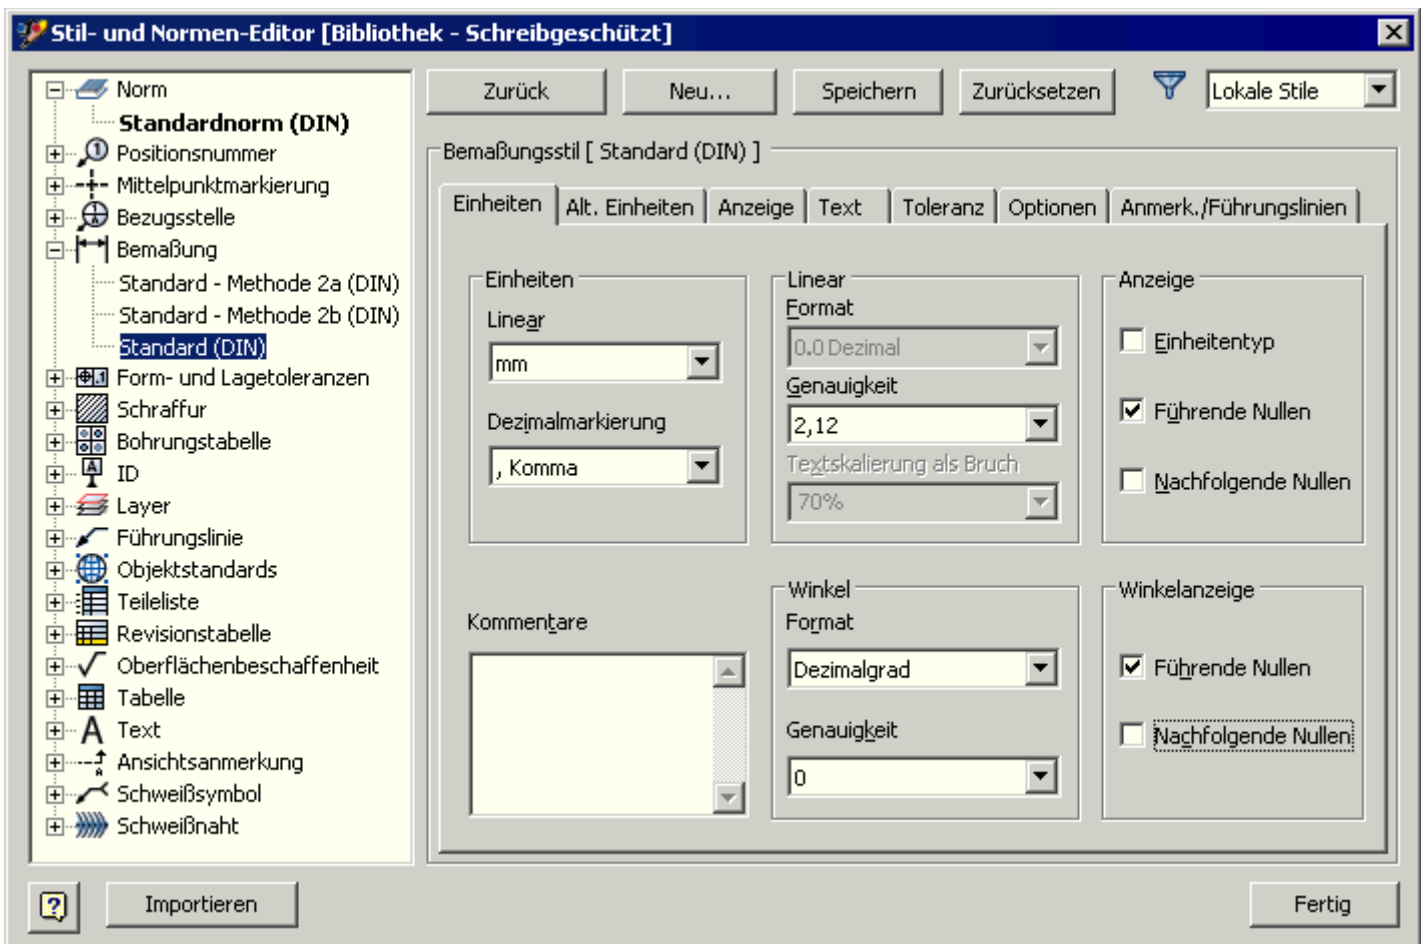 Stil- und Normen-Editor [Bibliothek - Schreibgeschützt]
Norm
Standardnorm (DIN)
Positionsnummer
Mittelpunktmarkierung
Bezugsstelle
Bemaßung
Standard - Methode 2a (DIN)
Standard - Methode 2b (DIN)
Standard (DIN)
Form- und Lagetoleranzen
Schraffur
Bohrungstabelle
ID
Layer
Führungslinie
Objektstandards
Teileliste
Revisionstabelle
Oberflächenbeschaffenheit
Tabelle
Text
Ansichtsanmerkung
Schweißsymbol
Schweißnaht
Zurück Neu... Speichern Zurücksetzen Lokale Stile
Bemaßungsstil [ Standard (DIN) ]
Einheiten Alt. Einheiten Anzeige Text Toleranz Optionen Anmerk./Führungslinien
Einheiten
Linear
mm
Dezimalmarkierung
, Komma
Linear
Format
0.0 Dezimal
Genauigkeit
2,12
Textskalierung als Bruch
70%
Anzeige
Einheitentyp
Führende Nullen
Nachfolgende Nullen
Kommentare
Winkel
Format
Dezimalgrad
Genauigkeit
0
Winkelanzeige
Führende Nullen
Nachfolgende Nullen
Importieren Fertig